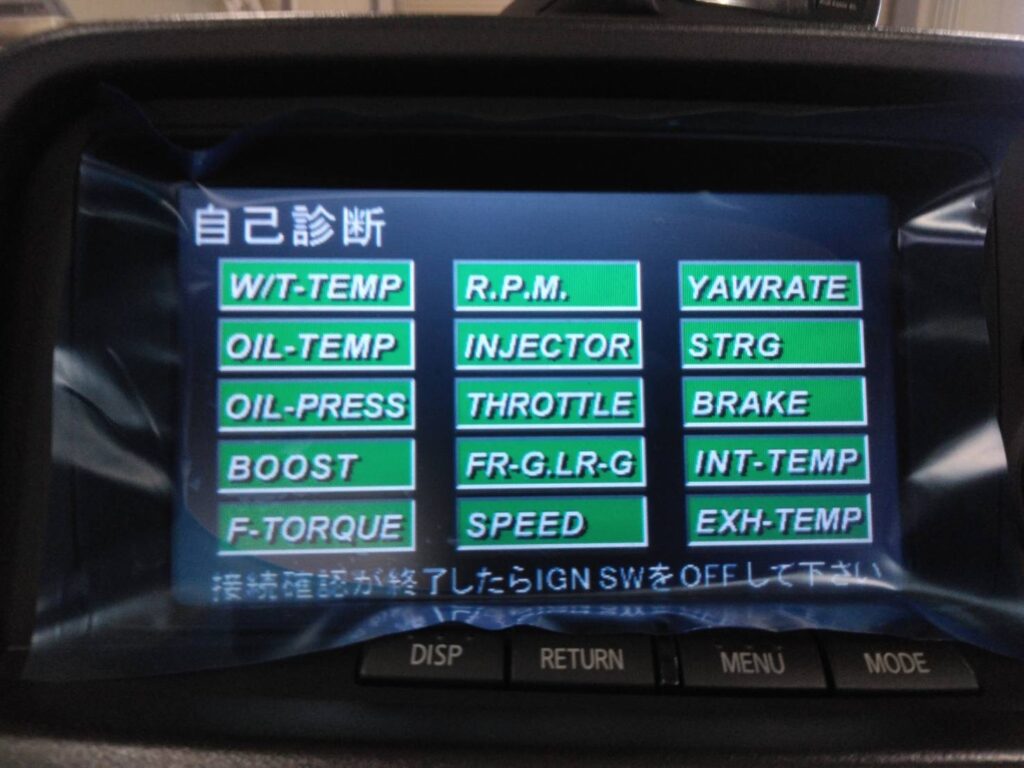 自己診断
W/T-TEMP R.P.M. YAWRATE
OIL-TEMP INJECTOR STRG
OIL-PRESS THROTTLE BRAKE
BOOST FR-G.LR-G INT-TEMP
F-TORQUE SPEED EXH-TEMP
接続確認が終了したらIGN SWをOFFして下さい
DISP RETURN MENU MODE